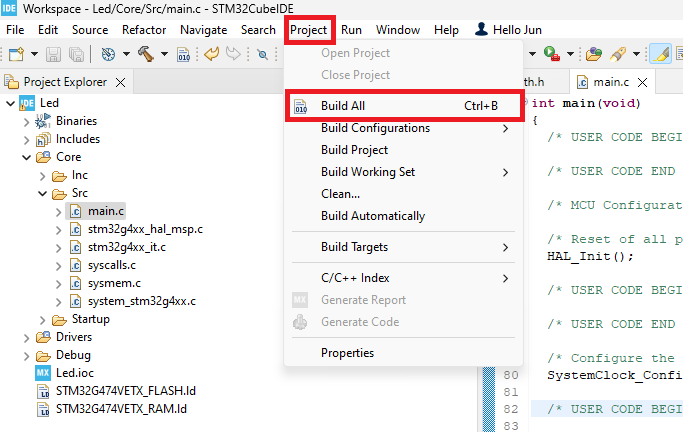 IDE Workspace - Led/Core/Src/main.c - STM32CubeIDE
File Edit Source Refactor Navigate Search Project Run Window Help Hello Jun
Project Explorer
Led
Binaries
Includes
Core
Inc
Src
main.c
stm32g4xx_hal_msp.c
stm32g4xx_it.c
syscalls.c
sysmem.c
system_stm32g4xx.c
Startup
Drivers
Debug
MX Led.ioc
STM32G474VETX_FLASH.ld
STM32G474VETX_RAM.ld
Open Project
Close Project
010 Build All Ctrl+B
Build Configurations
Build Project
Build Working Set
Clean...
Build Automatically
Build Targets
C/C++ Index
MX Generate Report
Generate Code
Properties
th.h main.c
int main(void)
{
/* USER CODE BEGI
/* USER CODE END
/* MCU Configurat
/* Reset of all p
HAL_Init();
/* USER CODE BEGI
/* USER CODE END
/* Configure the
80 SystemClock_Confi
81
82 /* USER CODE BEGI
83